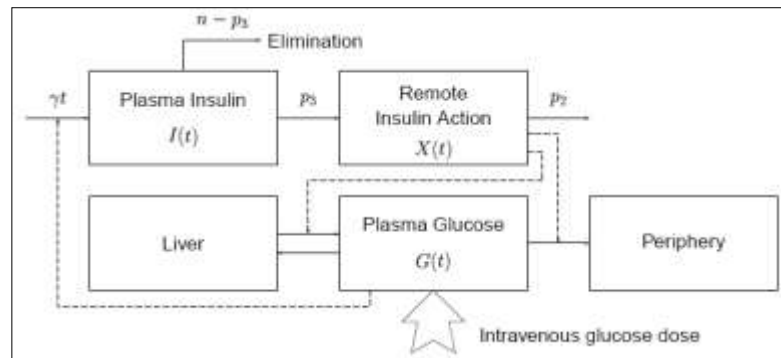 n − p₃
Elimination
γt
Plasma Insulin
I(t)
p₃
Remote
Insulin Action
X(t)
p₂
Liver
Plasma Glucose
G(t)
Periphery
Intravenous glucose dose